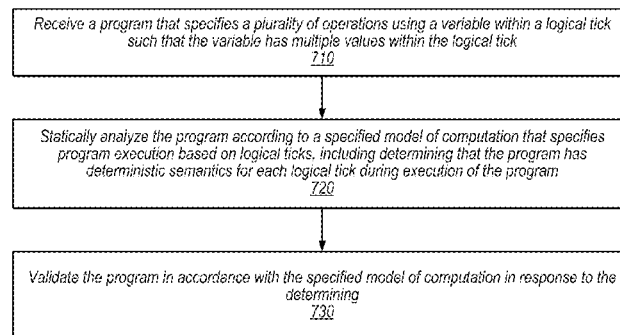 Receive a program that specifies a plurality of operations using a variable within a logical tick
such that the variable has multiple values within the logical tick
710
Statically analyze the program according to a specified model of computation that specifies
program execution based on logical ticks, including determining that the program has
deterministic semantics for each logical tick during execution of the program
720
Validate the program in accordance with the specified model of computation in response to the
determining
730